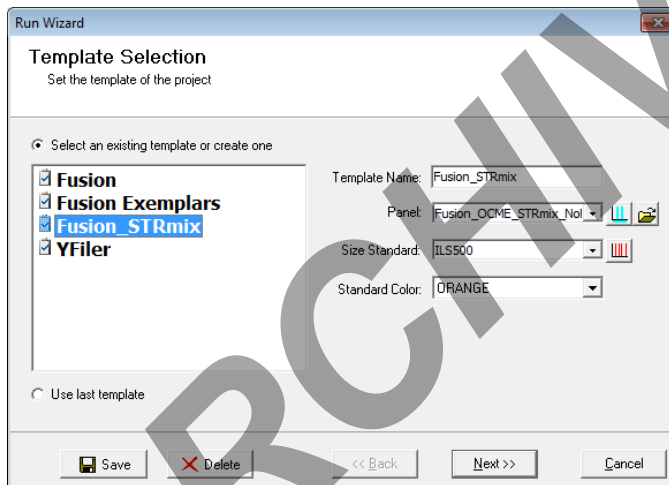 Run Wizard
Template Selection
Set the template of the project
Select an existing template or create one
Fusion
Fusion Exemplars
Fusion_STRmix
YFiler
Template Name: Fusion_STRmix
Panel: Fusion_OCME_STRmix_Nol
Size Standard: ILS500
Standard Color: ORANGE
Use last template
Save Delete << Back Next >> Cancel
RCHIV